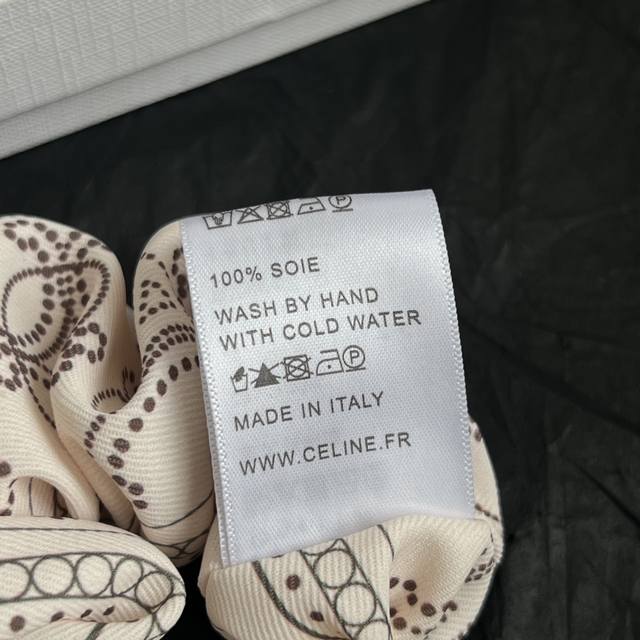 100% SOIE
WASH BY HAND
WITH COLD WATER
MADE IN ITALY
WWW.CELINE.FR